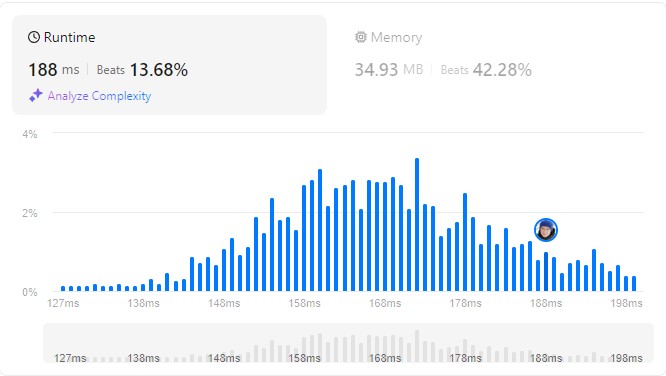 Runtime
188 ms | Beats 13.68%
Analyze Complexity
Memory
34.93 MB | Beats 42.28%
4%
2%
0%
127ms 138ms 148ms 158ms 168ms 178ms 188ms 198ms
127ms 138ms 148ms 158ms 168ms 178ms 188ms 198ms